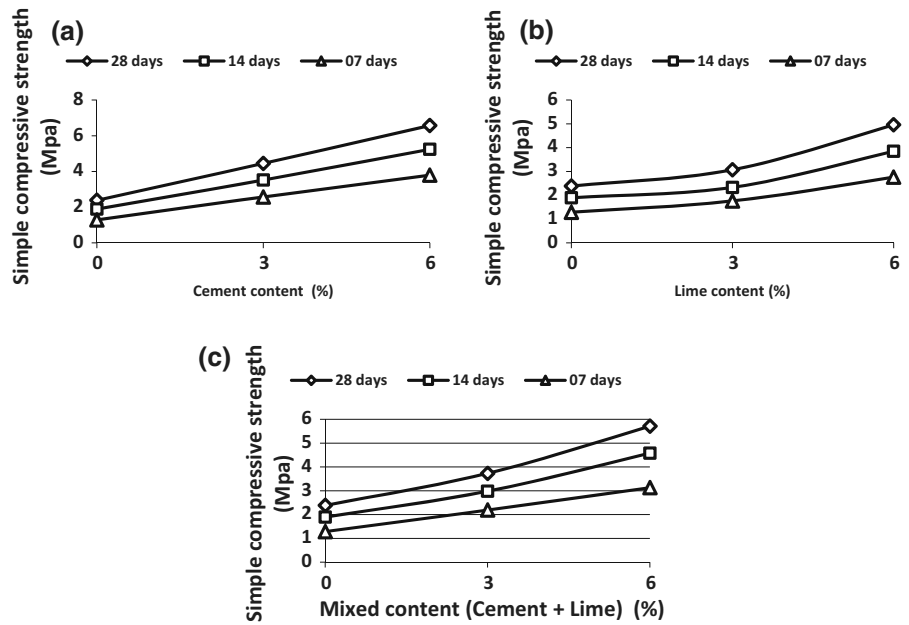 (a)
28 days 14 days 07 days
Simple compressive strength
(Mpa)
8
6
4
2
0
0 3 6
Cement content (%)
(b)
28 days 14 days 07 days
Simple compressive strength
(Mpa)
6
5
4
3
2
1
0
0 3 6
Lime content (%)
(c)
28 days 14 days 07 days
Simple compressive strength
(Mpa)
6
5
4
3
2
1
0
0 3 6
Mixed content (Cement + Lime) (%)